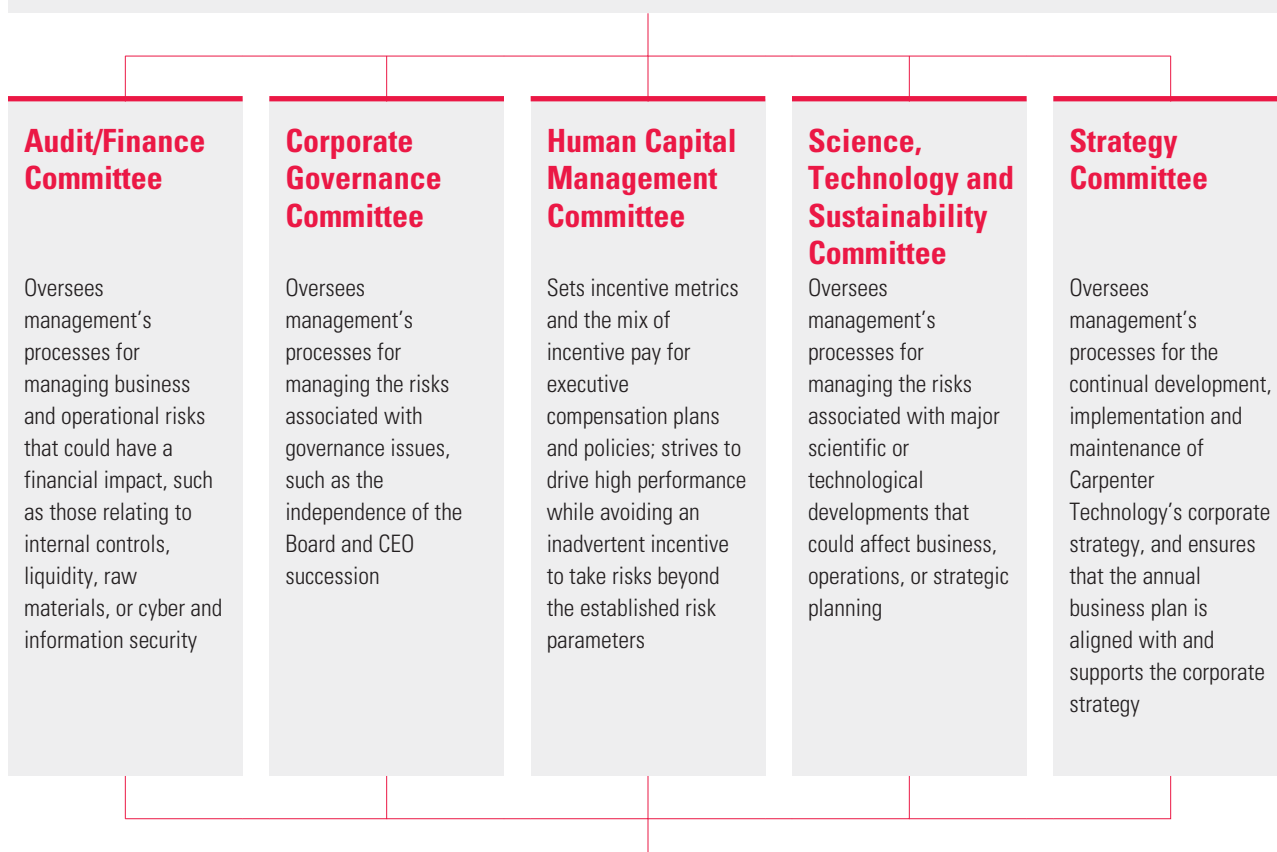 Audit/Finance
Committee
Oversees
management's
processes for
managing business
and operational risks
that could have a
financial impact, such
as those relating to
internal controls,
liquidity, raw
materials, or cyber and
information security
Corporate
Governance
Committee
Oversees
management's
processes for
managing the risks
associated with
governance issues,
such as the
independence of the
Board and CEO
succession
Human Capital
Management
Committee
Sets incentive metrics
and the mix of
incentive pay for
executive
compensation plans
and policies; strives to
drive high performance
while avoiding an
inadvertent incentive
to take risks beyond
the established risk
parameters
Science,
Technology and
Sustainability
Committee
Oversees
management's
processes for
managing the risks
associated with major
scientific or
technological
developments that
could affect business,
operations, or strategic
planning
Strategy
Committee
Oversees
management's
processes for the
continual development,
implementation and
maintenance of
Carpenter
Technology's corporate
strategy, and ensures
that the annual
business plan is
aligned with and
supports the corporate
strategy